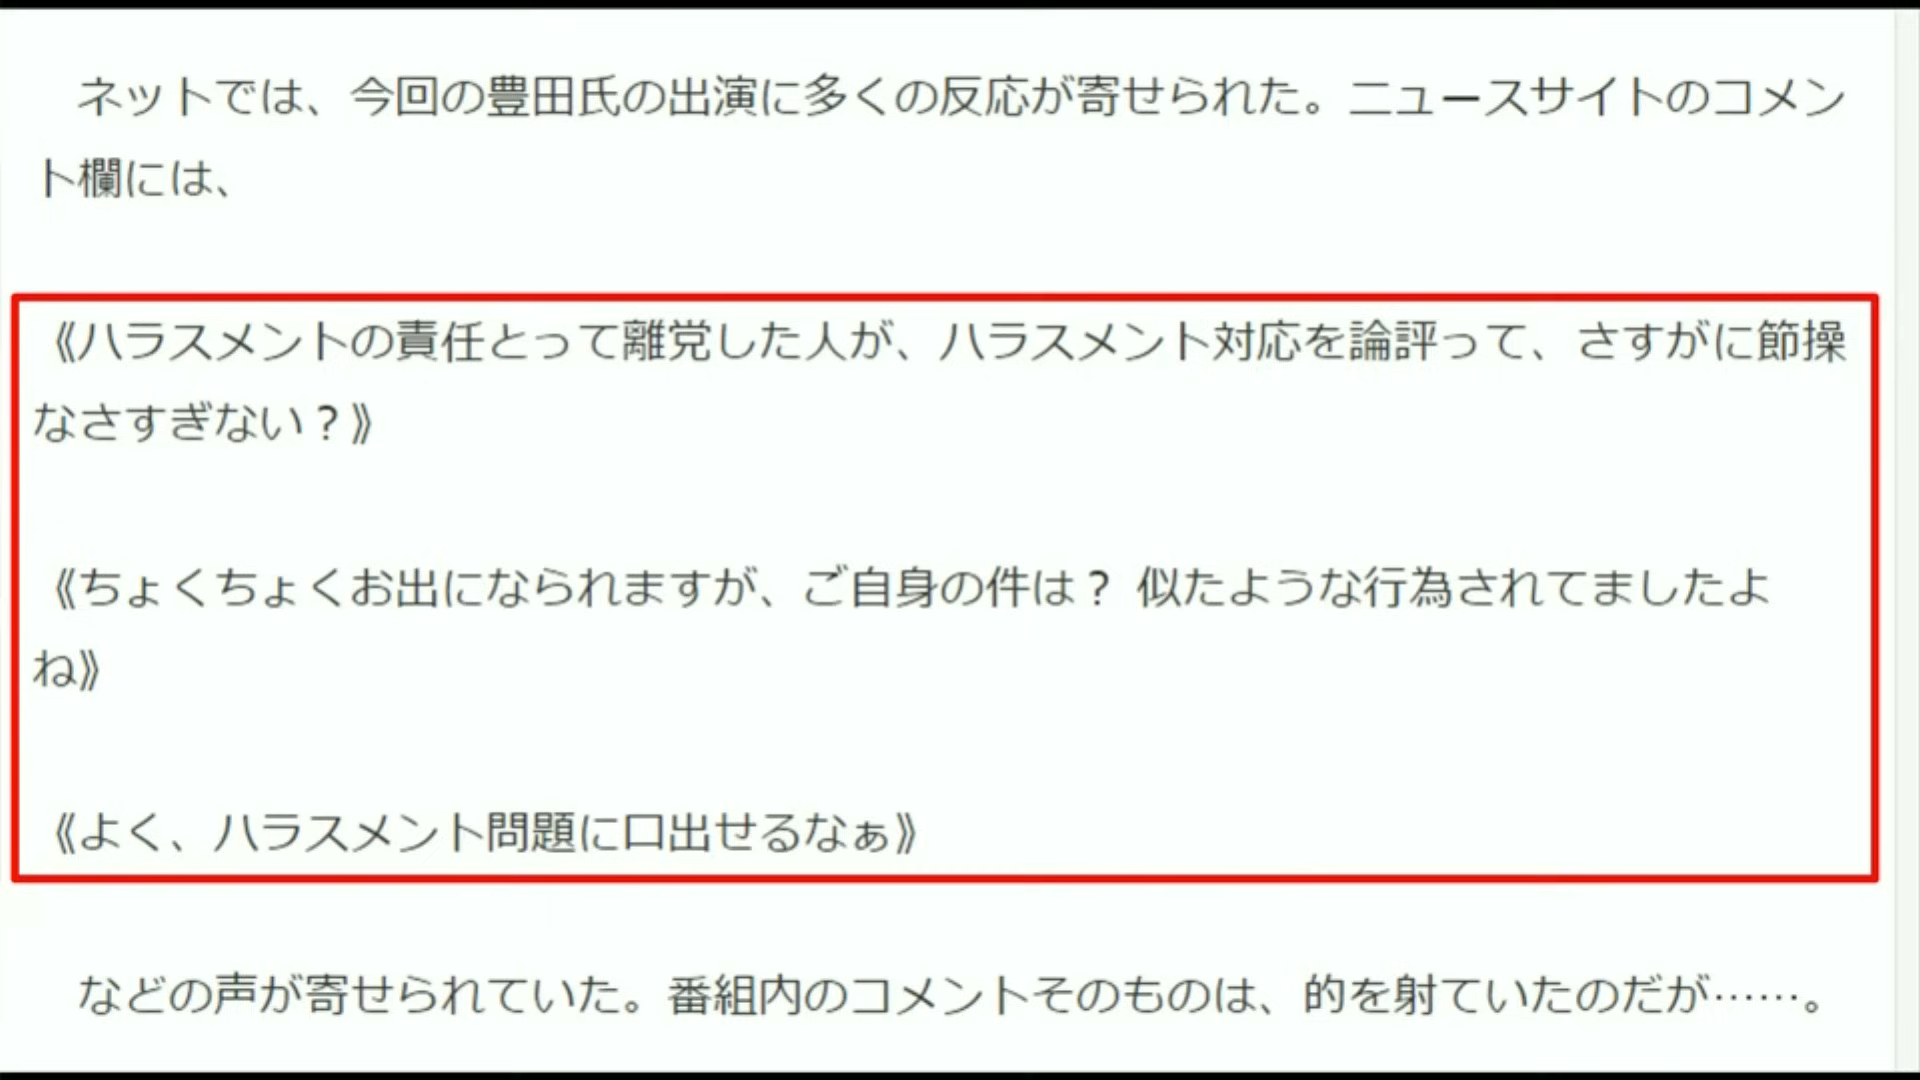 ネットでは、今回の豊田氏の出演に多くの反応が寄せられた。ニュースサイトのコメン
ト欄には、
《ハラスメントの責任とって離党した人が、ハラスメント対応を論評って、さすがに節操
なさすぎない？》
《ちょくちょくお出になられますが、ご自身の件は？ 似たような行為されてましたよ
ね》
《よく、ハラスメント問題に口出せるなぁ》
などの声が寄せられていた。番組内のコメントそのものは、的を射ていたのだが……。